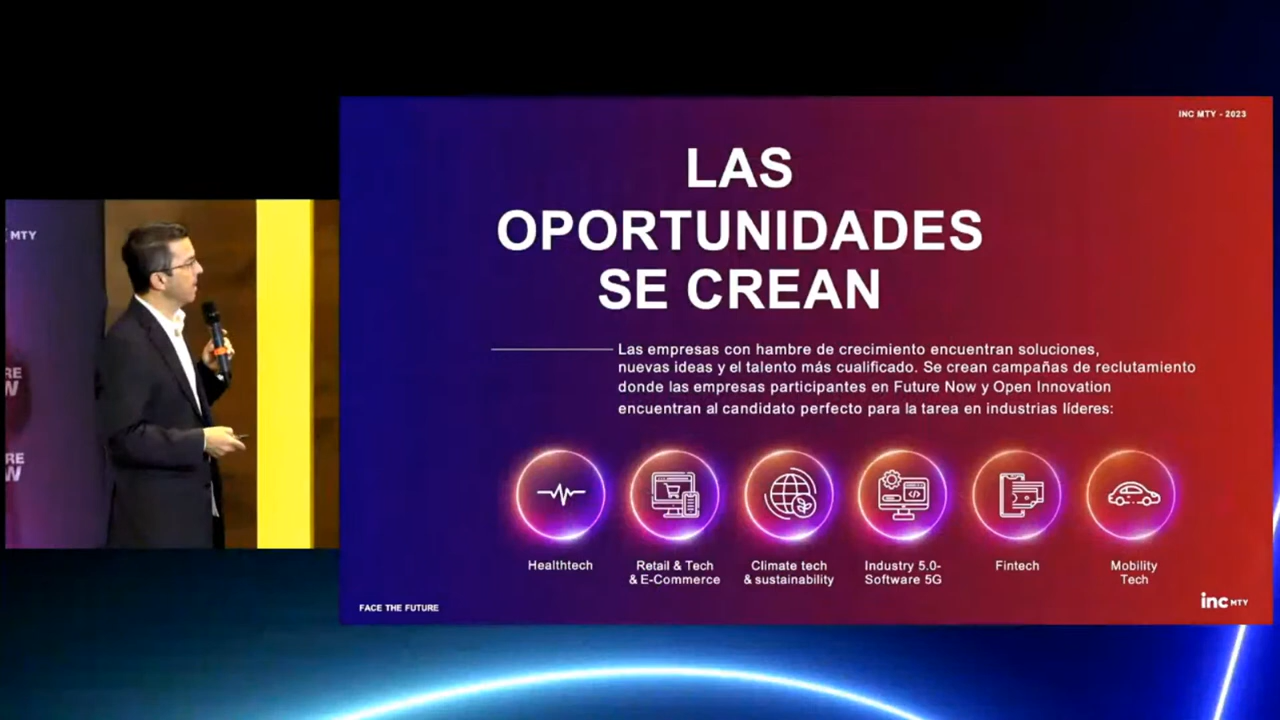 INC MTY - 2023
LAS
OPORTUNIDADES
SE CREAN
Las empresas con hambre de crecimiento encuentran soluciones,
nuevas ideas y el talento más cualificado. Se crean campañas de reclutamiento
donde las empresas participantes en Future Now y Open Innovation
encuentran al candidato perfecto para la tarea en industrias líderes:
Healthtech
Retail & Tech
& E-Commerce
Climate tech
& sustainability
Industry 5.0-
Software 5G
Fintech
Mobility
Tech
FACE THE FUTURE
inc MTY
MTY
RE
W
RE
W